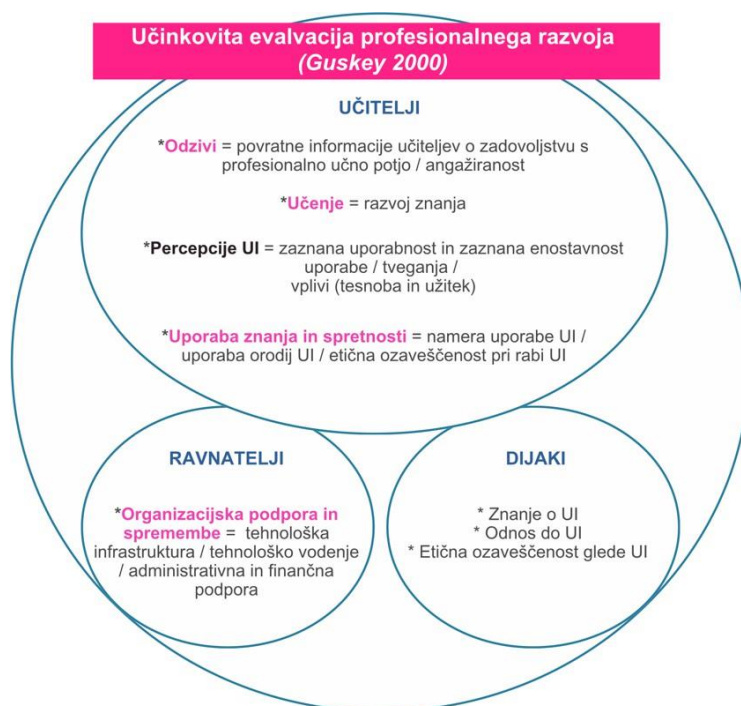 Učinkovita evalvacija profesionalnega razvoja
(Guskey 2000)
UČITELJI
*Odzivi = povratne informacije učiteljev o zadovoljstvu s
profesionalno učno potjo / angažiranost
*Učenje = razvoj znanja
*Percepcije UI = zaznana uporabnost in zaznana enostavnost
uporabe / tveganja /
vplivi (tesnoba in užitek)
*Uporaba znanja in spretnosti = namera uporabe UI /
uporaba orodij UI / etična ozaveščenost pri rabi UI
RAVNATELJI
*Organizacijska podpora in
spremembe = tehnološka
infrastruktura / tehnološko vodenje
/ administrativna in finančna
podpora
DIJAKI
* Znanje o UI
* Odnos do UI
* Etična ozaveščenost glede UI